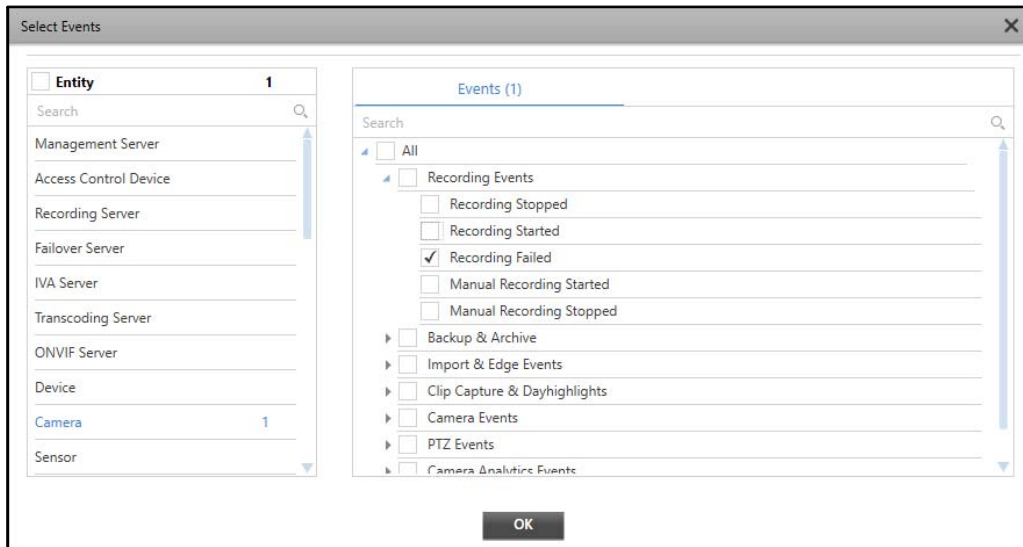 Select Events
Entity 1
Search
Management Server
Access Control Device
Recording Server
Failover Server
IVA Server
Transcoding Server
ONVIF Server
Device
Camera 1
Sensor
Events (1)
Search
All
Recording Events
Recording Stopped
Recording Started
Recording Failed
Manual Recording Started
Manual Recording Stopped
Backup & Archive
Import & Edge Events
Clip Capture & Dayhighlights
Camera Events
PTZ Events
Camera Analytics Events
OK